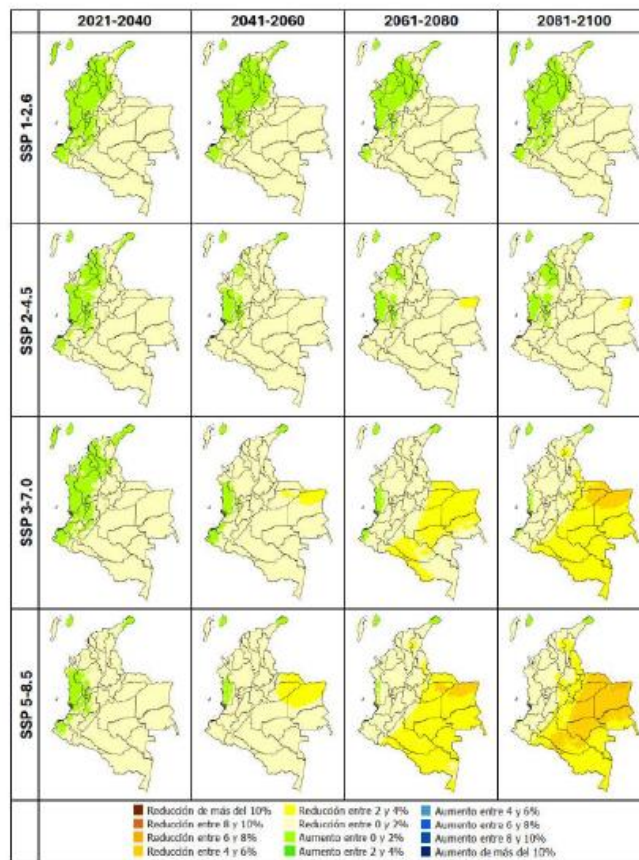 2021-2040 2041-2060 2061-2080 2081-2100
SSP 1-2.6
SSP 2-4.5
SSP 3-7.0
SSP 5-8.5
Reducción de más del 10% Reducción entre 2 y 4% Aumento entre 4 y 6%
Reducción entre 8 y 10% Reducción entre 0 y 2% Aumento entre 6 y 8%
Reducción entre 6 y 8% Aumento entre 0 y 2% Aumento entre 8 y 10%
Reducción entre 4 y 6% Aumento entre 2 y 4% Aumento de más del 10%